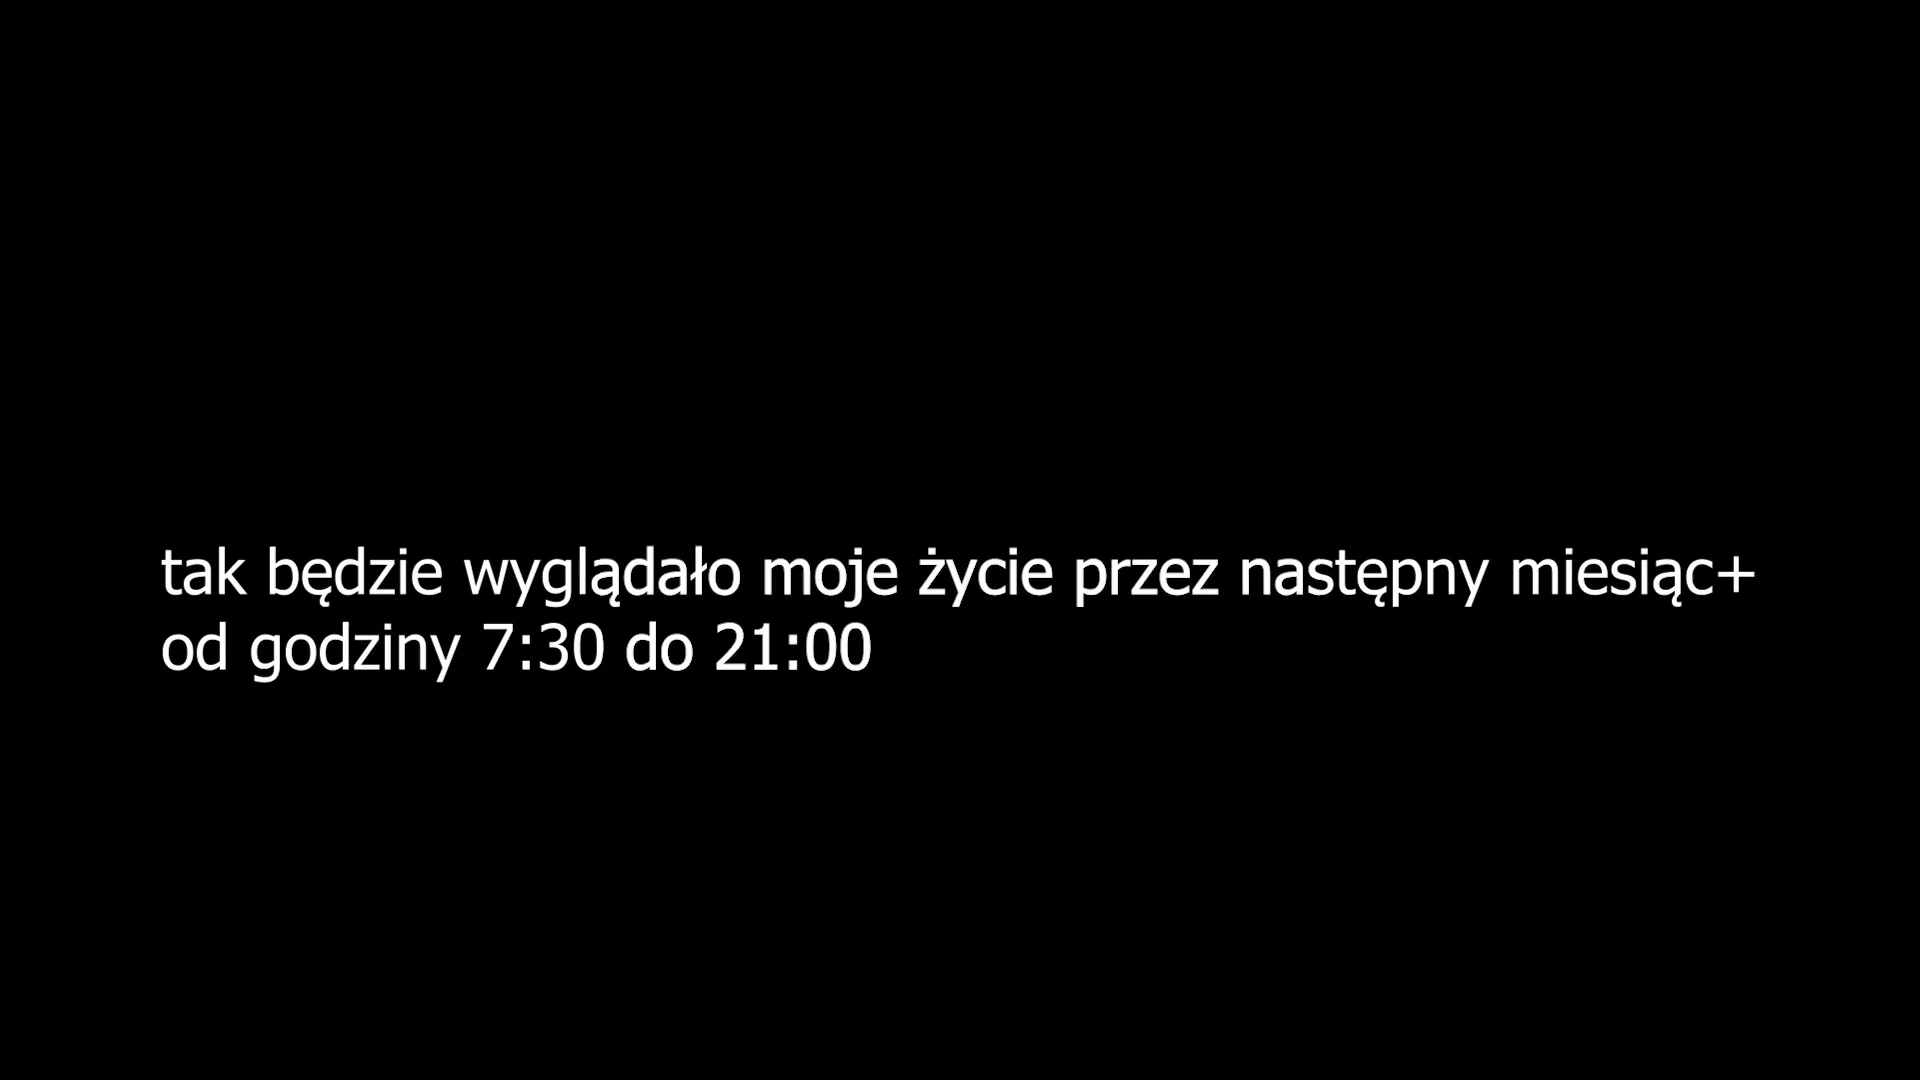 tak będzie wyglądało moje życie przez następny miesiąc+
od godziny 7:30 do 21:00